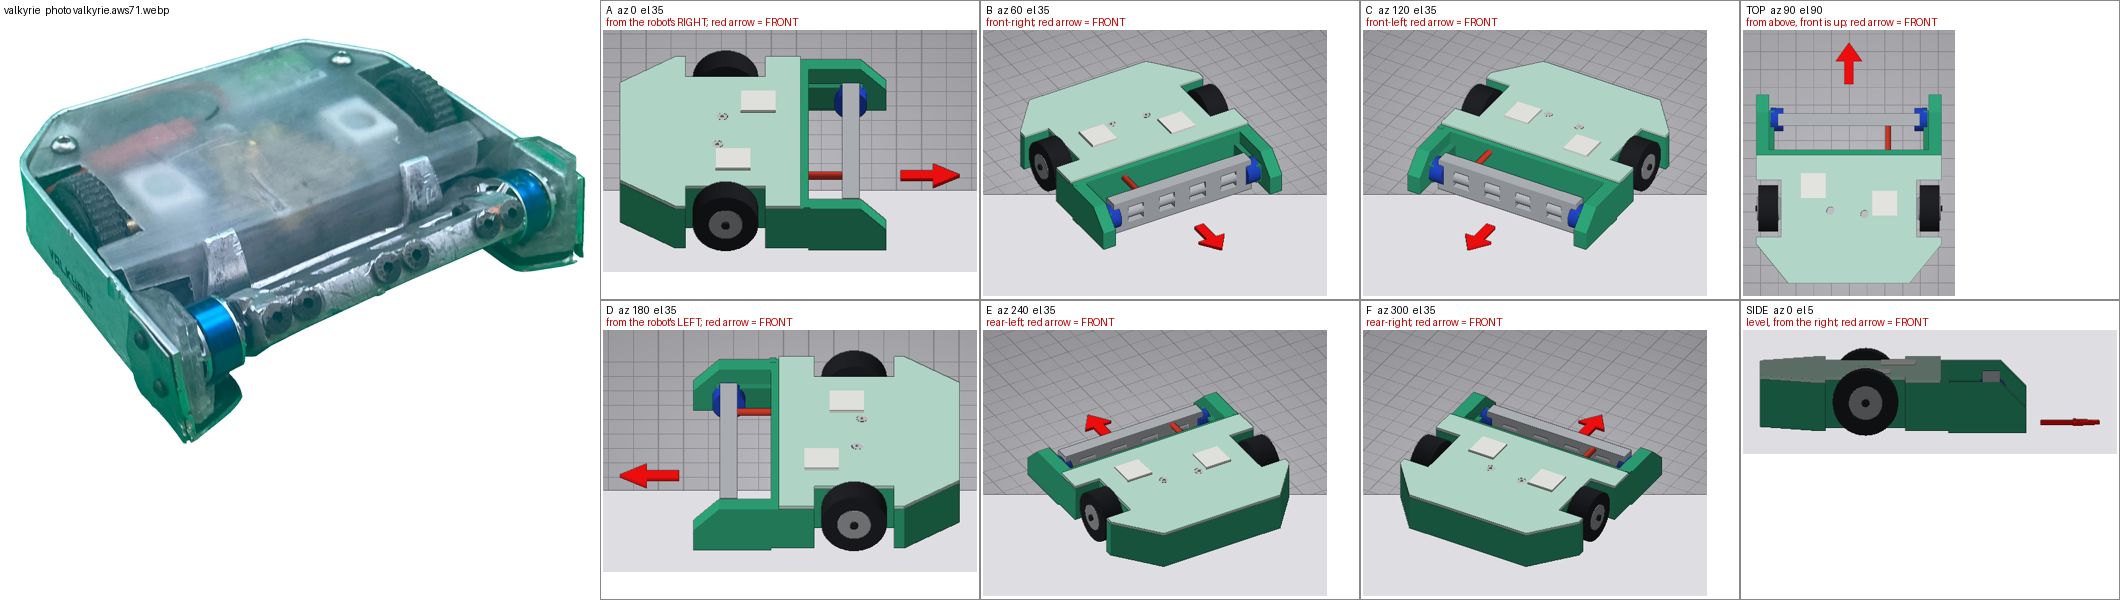 valkyrie photo valkyrie.aws71.webp
VALKYRIE
A az 0 el 35
from the robot's RIGHT; red arrow = FRONT
B az 60 el 35
front-right; red arrow = FRONT
C az 120 el 35
front-left; red arrow = FRONT
TOP az 90 el 90
from above, front is up; red arrow = FRONT
D az 180 el 35
from the robot's LEFT; red arrow = FRONT
E az 240 el 35
rear-left; red arrow = FRONT
F az 300 el 35
rear-right; red arrow = FRONT
SIDE az 0 el 5
level, from the right; red arrow = FRONT